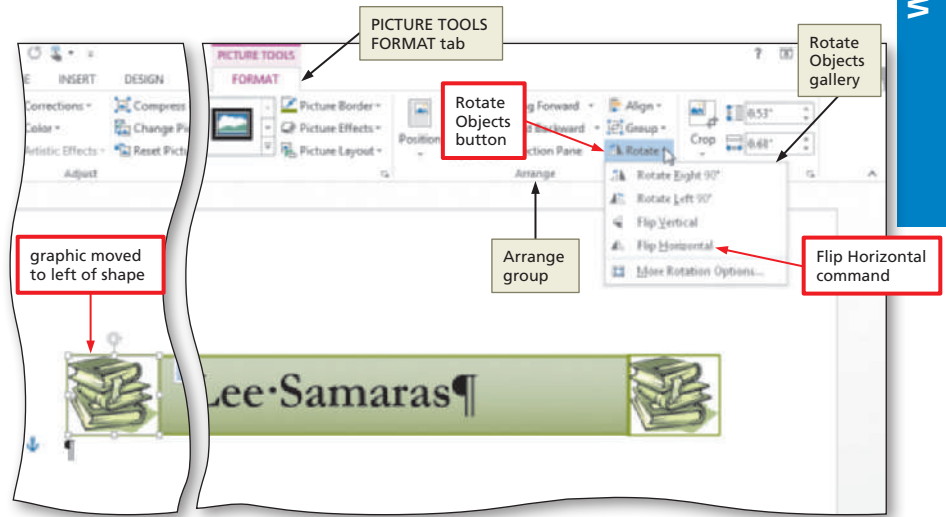 W
PICTURE TOOLS
FORMAT tab
PICTURE TOOLS
?
Rotate
Objects
gallery
INSERT DESIGN
FORMAT
Corrections
Compress
Picture Border
Rotate
Objects
button
g Forward
Align
0.53"
Color
Change Pi
Picture Effects
Position
Backward
Group
Crop
0.68"
Artistic Effects
Reset Pictu
Picture Layout
ction Pane
Rotate
Adjust
Arrange
Rotate Right 90°
Rotate Left 90°
Flip Vertical
Flip Horizontal
More Rotation Options...
graphic moved
to left of shape
Arrange
group
Flip Horizontal
command
Lee·Samaras¶
¶